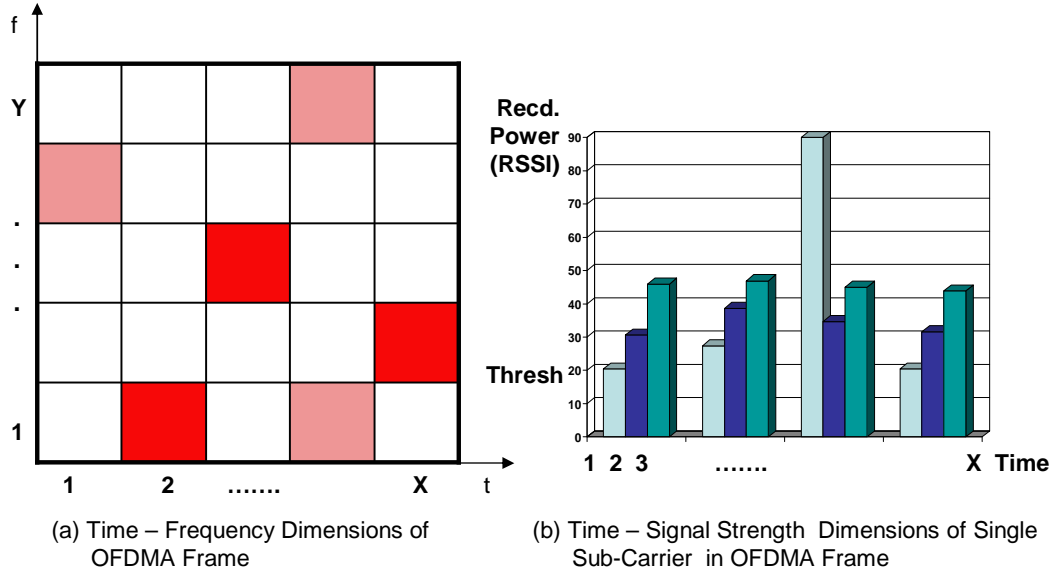 f
Y
.
.
.
1
1 2 ....... X t
(a) Time – Frequency Dimensions of
OFDMA Frame
Recd.
Power
(RSSI)
Thresh
90
80
70
60
50
40
30
20
10
0
1 2 3 ....... X Time
(b) Time – Signal Strength Dimensions of Single
Sub-Carrier in OFDMA Frame